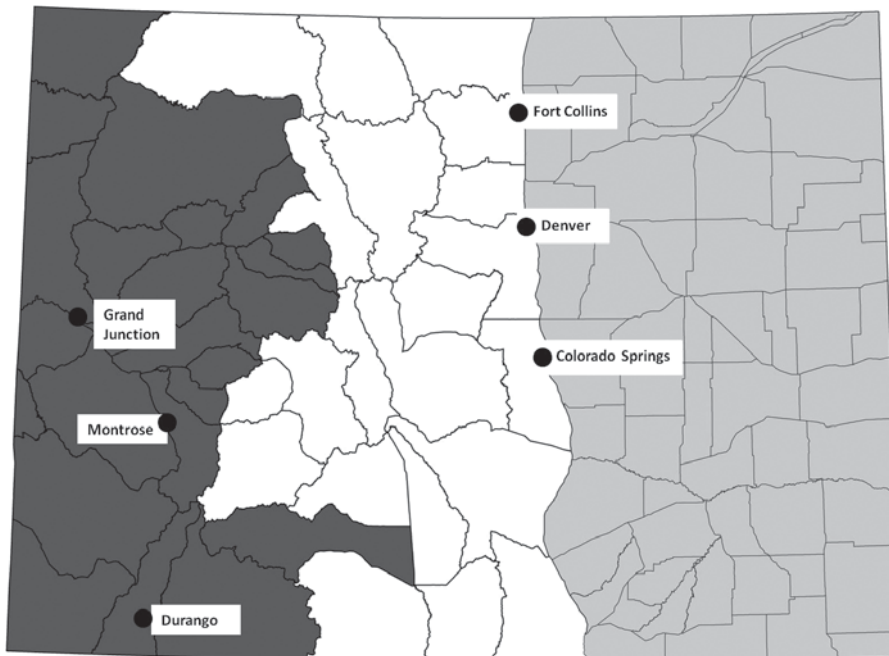 Fort Collins
Denver
Grand
Junction
Colorado Springs
Montrose
Durango